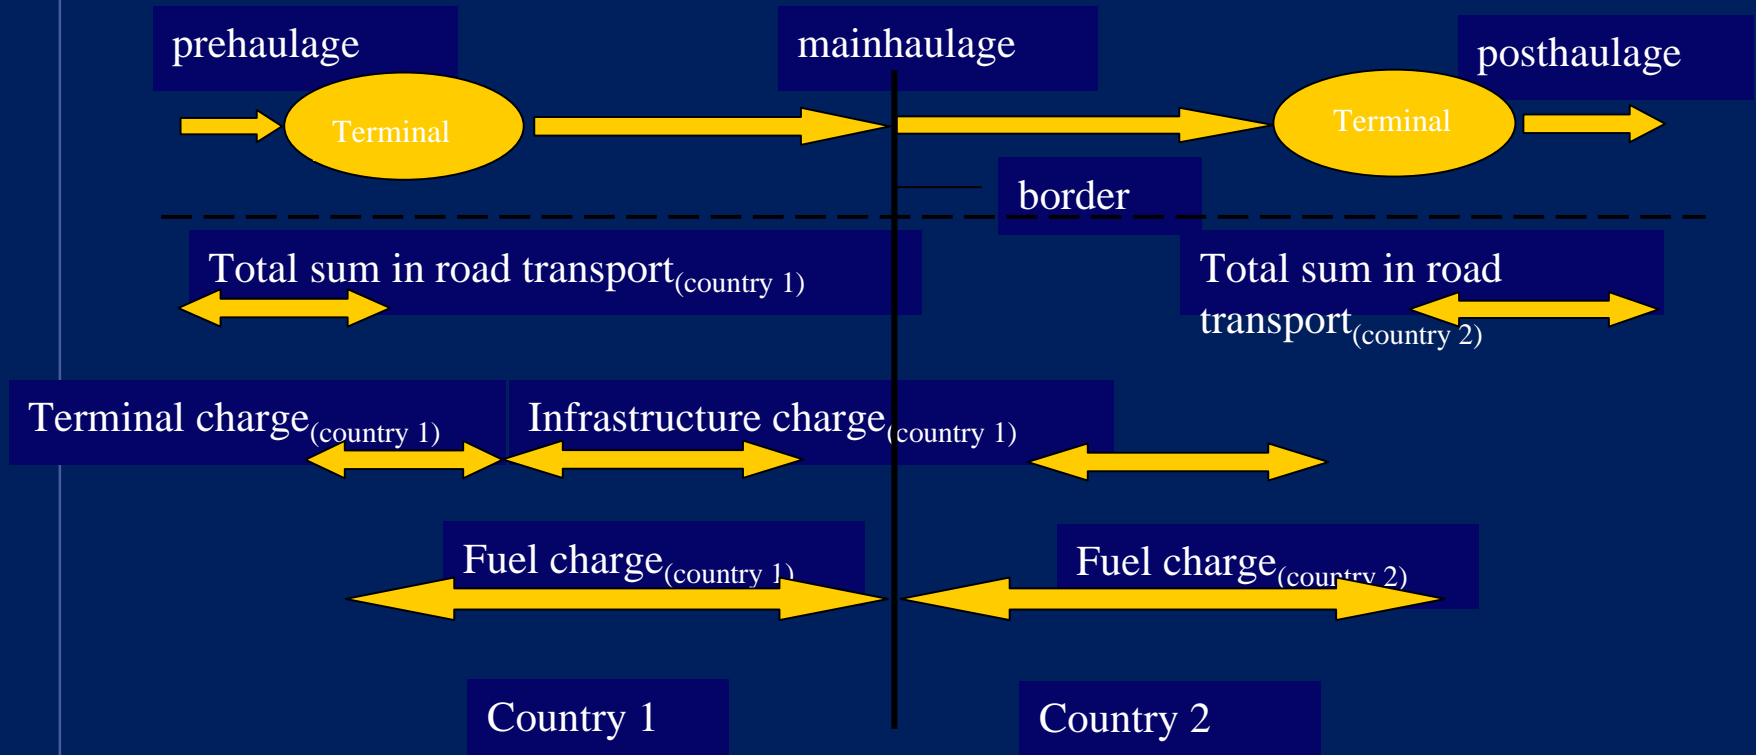 prehaulage
mainhaulage
posthaulage
Terminal
Terminal
border
Total sum in road transport(country 1)
Total sum in road
transport(country 2)
Terminal charge(country 1)
Infrastructure charge(country 1)
Fuel charge(country 1)
Fuel charge(country 2)
Country 1
Country 2